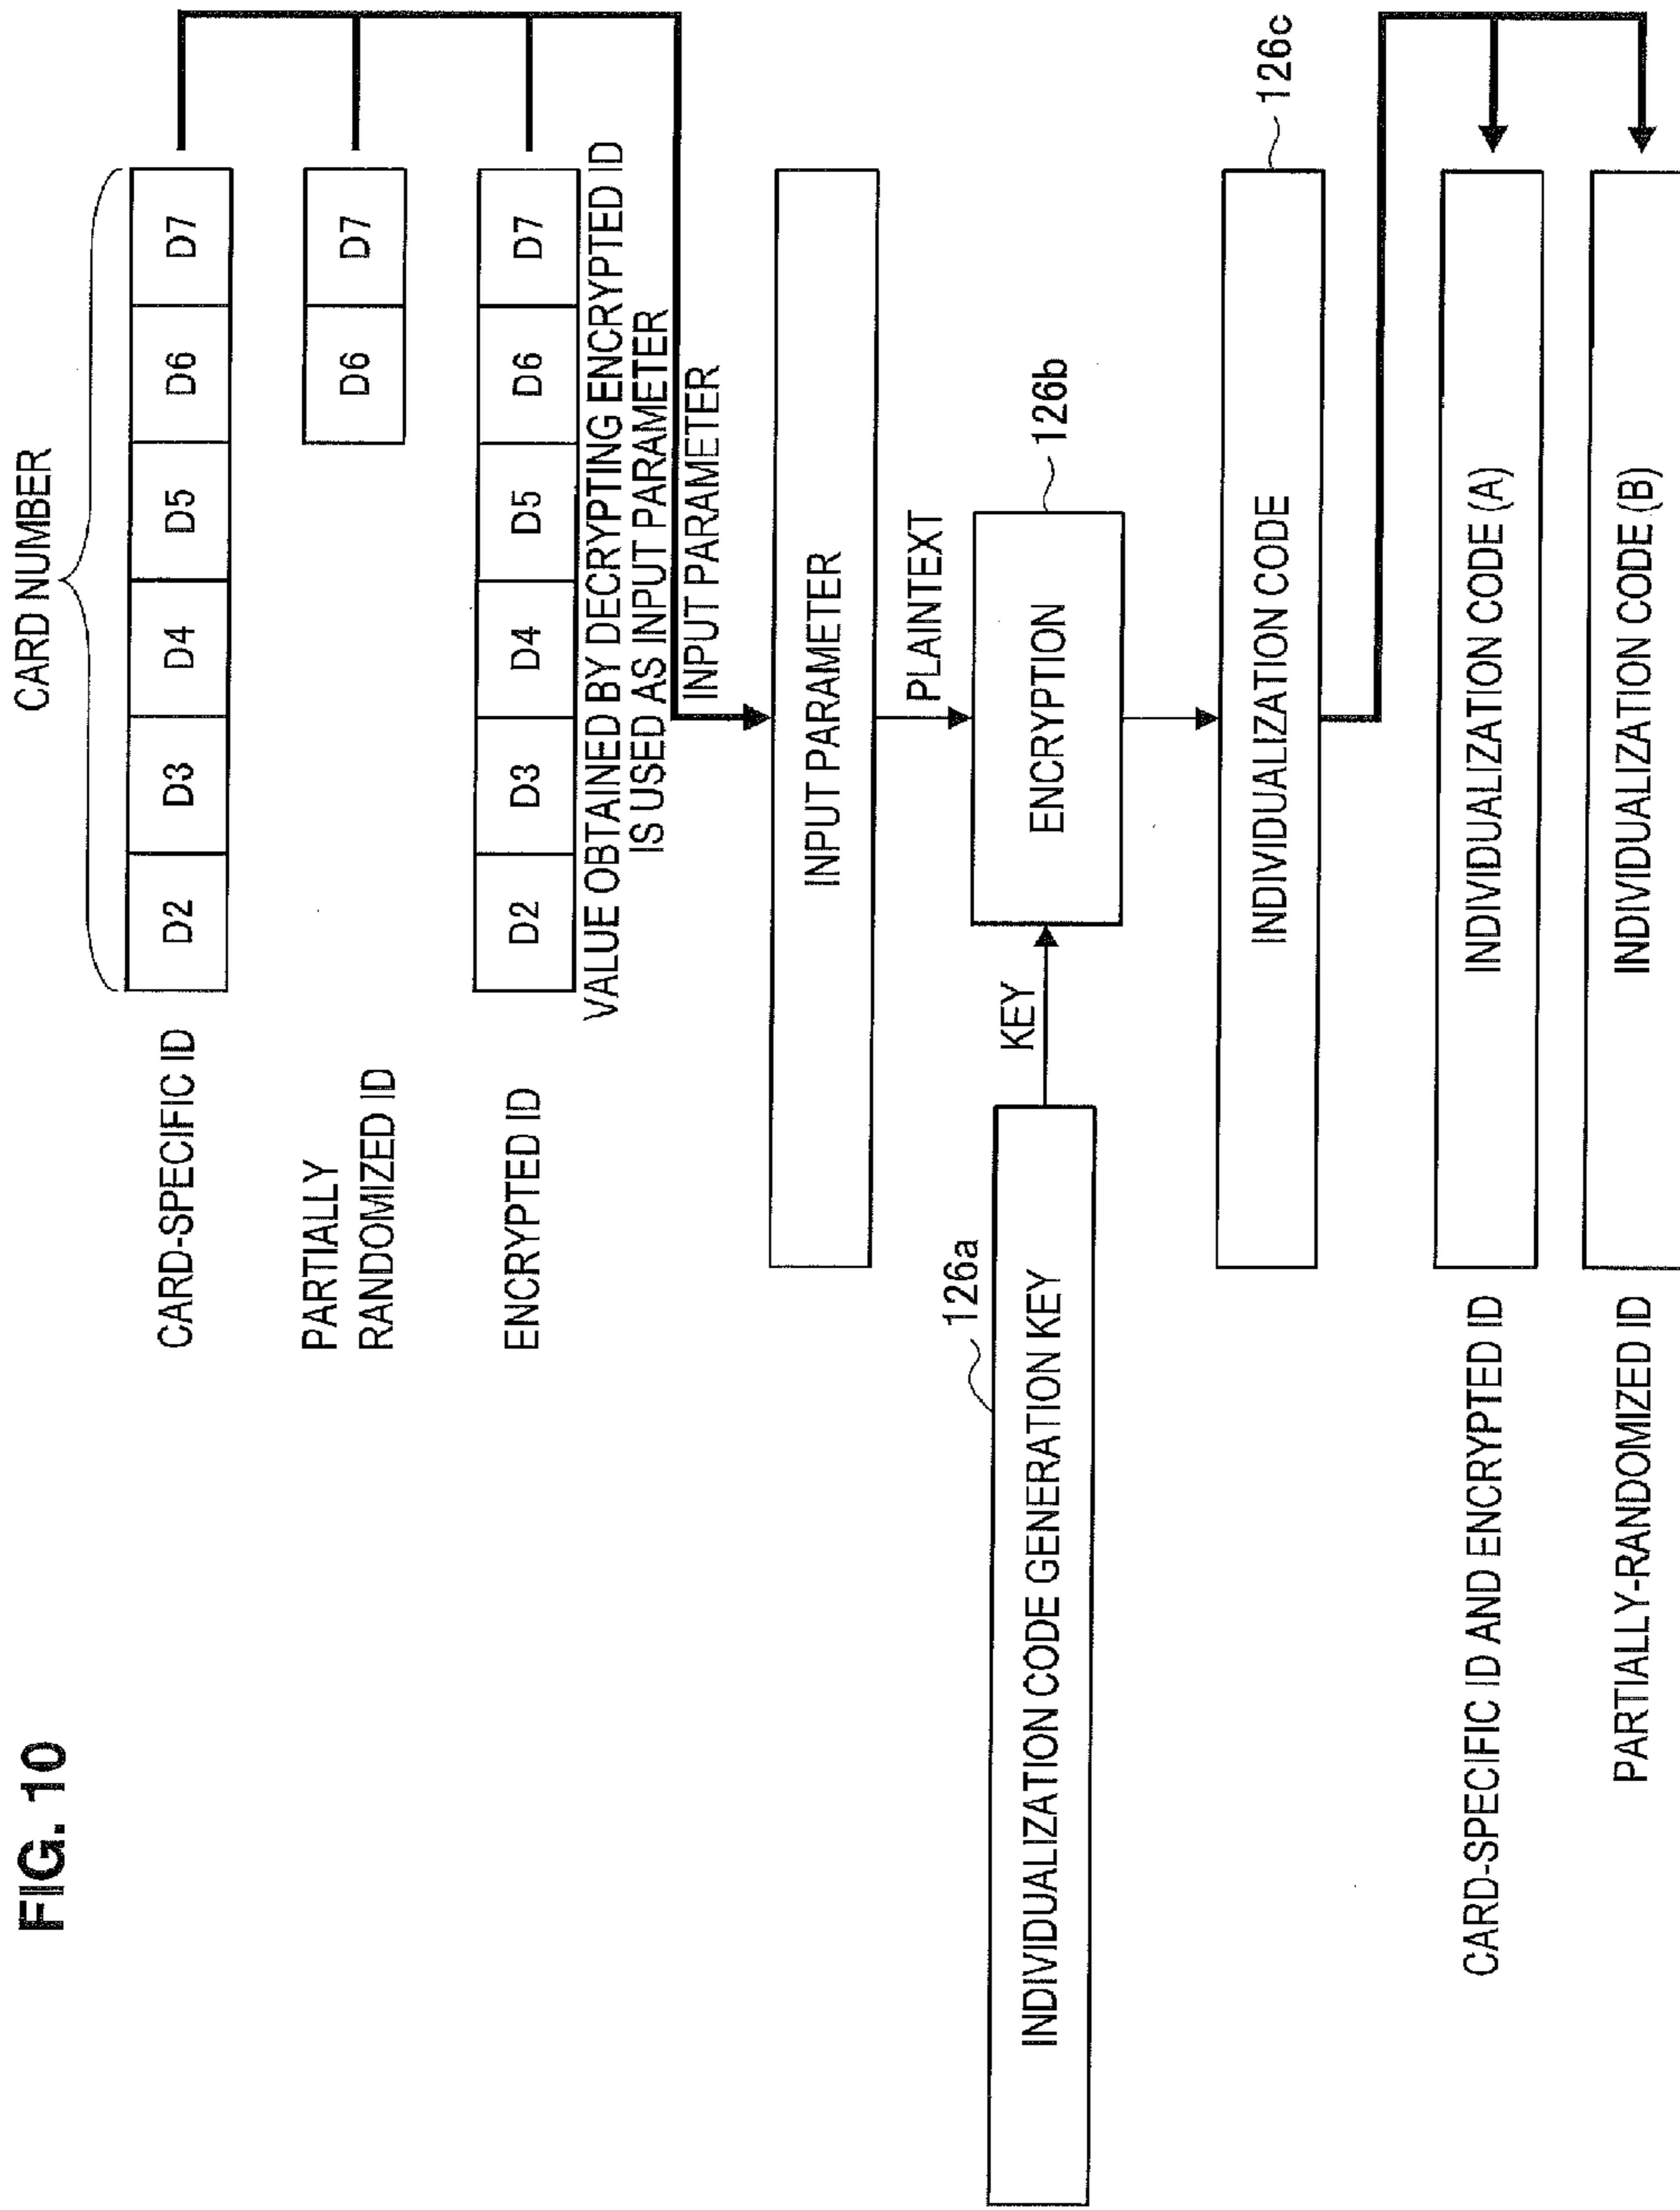 FIG. 10
CARD NUMBER
CARD-SPECIFIC ID
D2 D3 D4 D5 D6 D7
PARTIALLY
RANDOMIZED ID
D6 D7
ENCRYPTED ID
D2 D3 D4 D5 D6 D7
VALUE OBTAINED BY DECRYPTING ENCRYPTED ID
IS USED AS INPUT PARAMETER
INPUT PARAMETER
INPUT PARAMETER
PLAINTEXT
126a
INDIVIDUALIZATION CODE GENERATION KEY
KEY
ENCRYPTION
126b
INDIVIDUALIZATION CODE
126c
CARD-SPECIFIC ID AND ENCRYPTED ID
INDIVIDUALIZATION CODE (A)
PARTIALLY-RANDOMIZED ID
INDIVIDUALIZATION CODE (B)